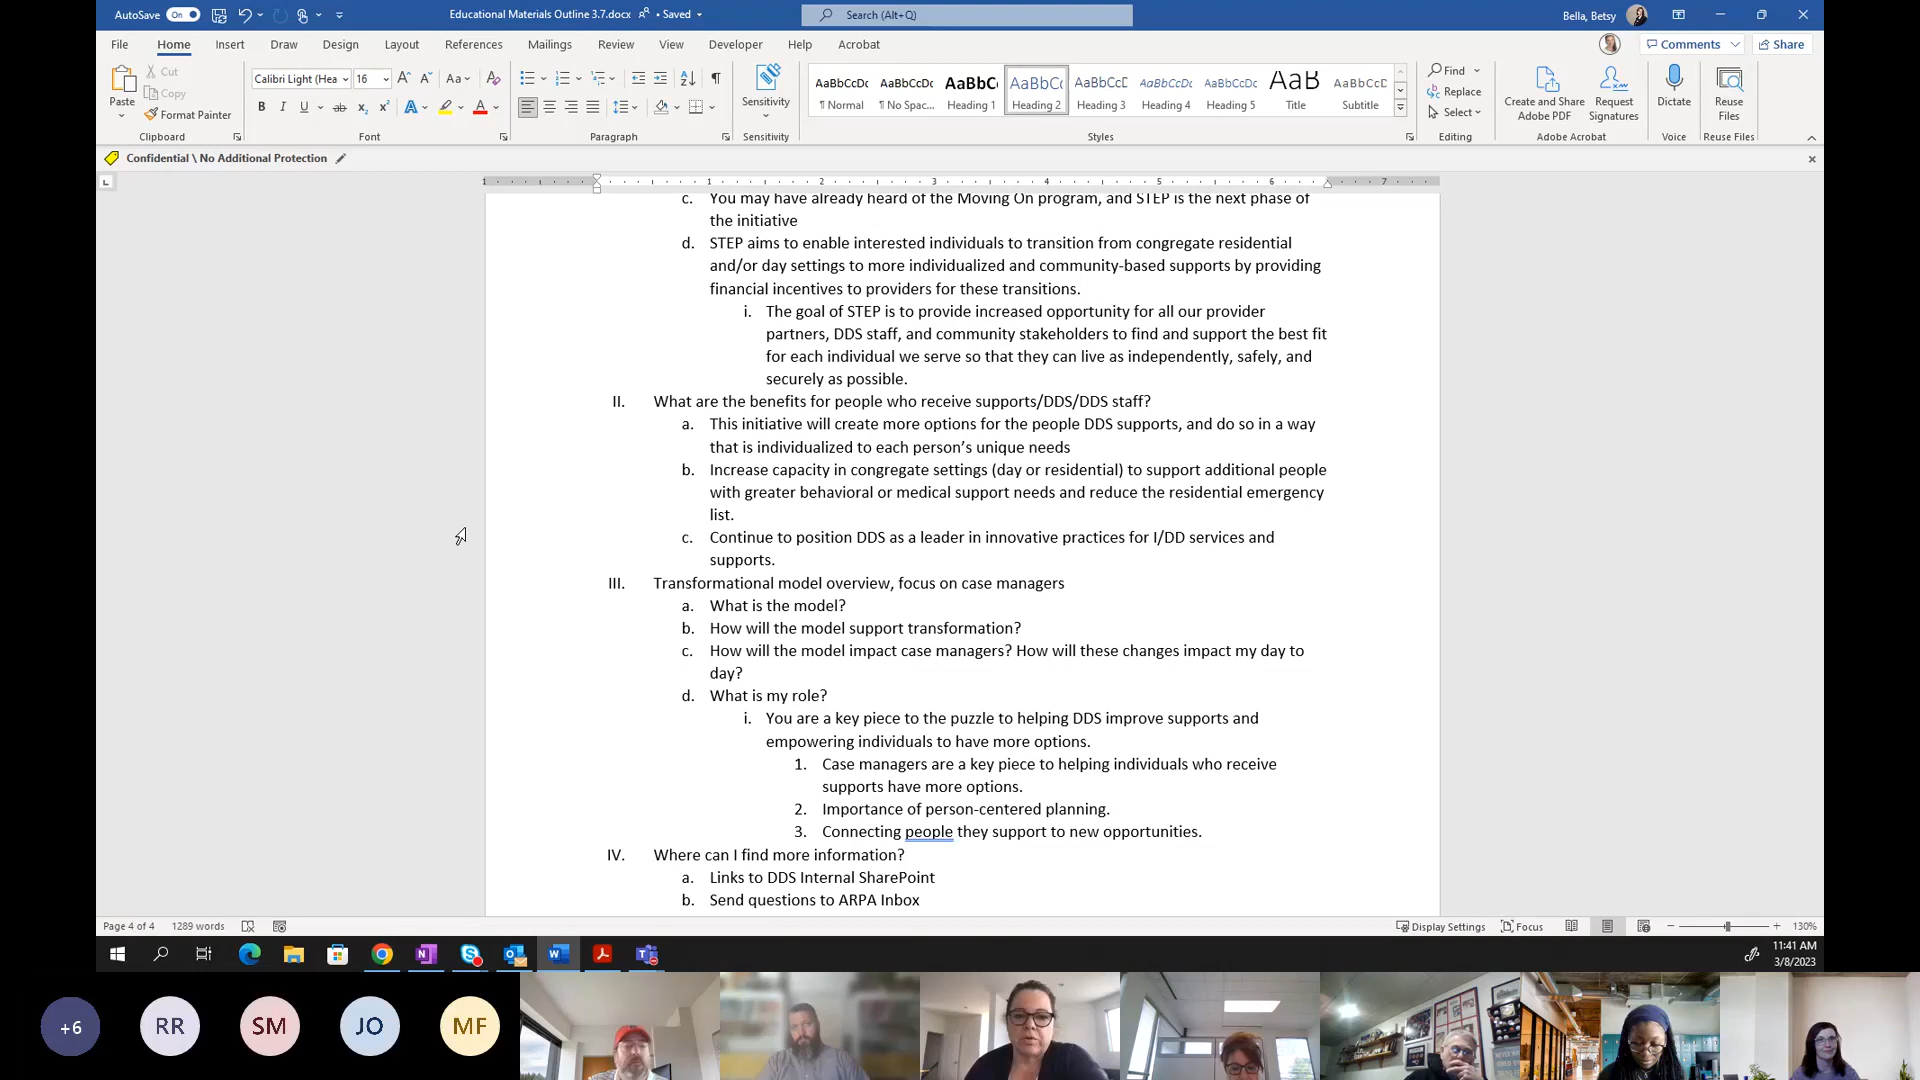 AutoSave On Educational Materials Outline 3.7.docx • Saved Search (Alt+Q) Bella, Betsy
File Home Insert Draw Design Layout References Mailings Review View Developer Help Acrobat Comments Share
Paste Cut Copy Format Painter
Calibri Light (Hea 16
Sensitivity
AaBbCcDc ¶ Normal
AaBbCcDc ¶ No Spac...
AaBbC Heading 1
AaBbCc Heading 2
AaBbCcD Heading 3
AaBbCcDc Heading 4
AaBbCcDc Heading 5
AaB Title
AaBbCcDc Subtitle
Find
Replace
Select
Create and Share Adobe PDF
Request Signatures
Dictate
Reuse Files
Clipboard Font Paragraph Sensitivity Styles Editing Adobe Acrobat Voice Reuse Files
Confidential \ No Additional Protection
1 1 2 3 4 5 6 7
c. You may have already heard of the Moving On program, and STEP is the next phase of
the initiative
d. STEP aims to enable interested individuals to transition from congregate residential
and/or day settings to more individualized and community-based supports by providing
financial incentives to providers for these transitions.
i. The goal of STEP is to provide increased opportunity for all our provider
partners, DDS staff, and community stakeholders to find and support the best fit
for each individual we serve so that they can live as independently, safely, and
securely as possible.
II. What are the benefits for people who receive supports/DDS/DDS staff?
a. This initiative will create more options for the people DDS supports, and do so in a way
that is individualized to each person’s unique needs
b. Increase capacity in congregate settings (day or residential) to support additional people
with greater behavioral or medical support needs and reduce the residential emergency
list.
c. Continue to position DDS as a leader in innovative practices for I/DD services and
supports.
III. Transformational model overview, focus on case managers
a. What is the model?
b. How will the model support transformation?
c. How will the model impact case managers? How will these changes impact my day to
day?
d. What is my role?
i. You are a key piece to the puzzle to helping DDS improve supports and
empowering individuals to have more options.
1. Case managers are a key piece to helping individuals who receive
supports have more options.
2. Importance of person-centered planning.
3. Connecting people they support to new opportunities.
IV. Where can I find more information?
a. Links to DDS Internal SharePoint
b. Send questions to ARPA Inbox
Page 4 of 4 1289 words Display Settings Focus 130%
11:41 AM
3/8/2023
+6 RR SM JO MF